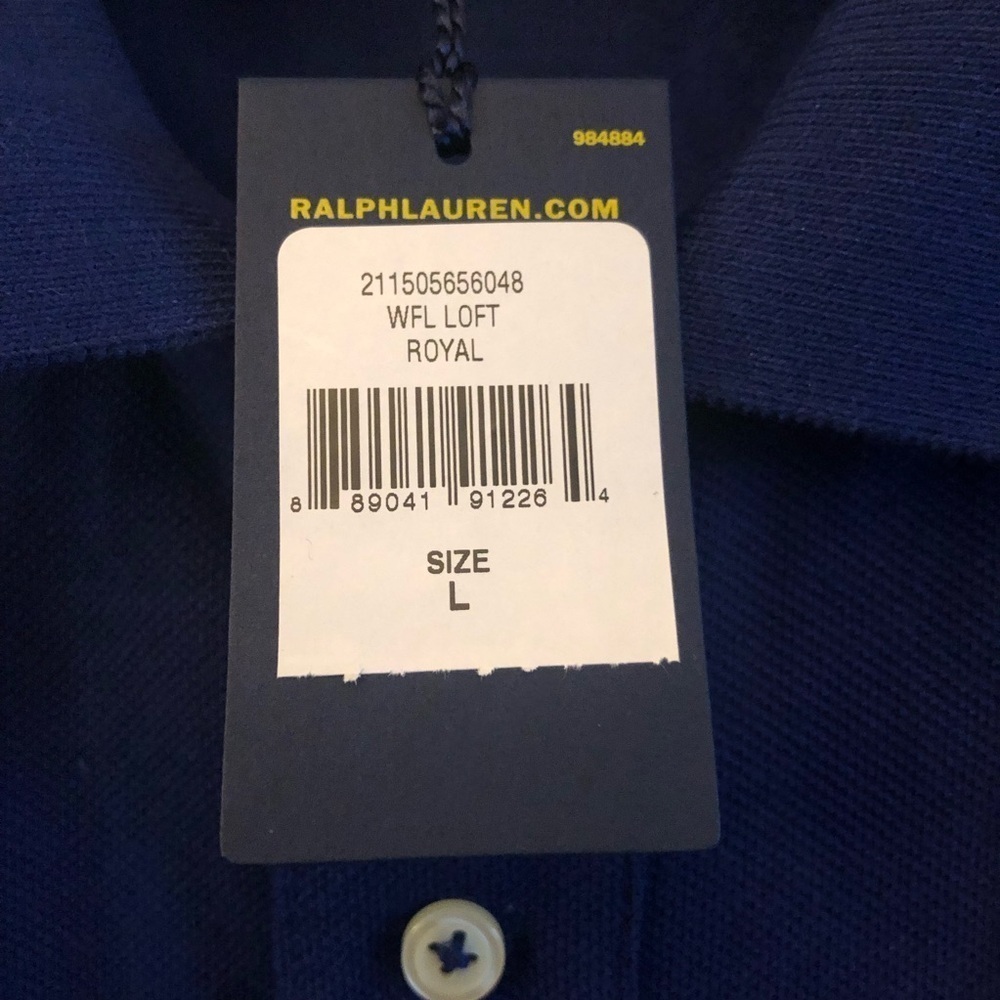 984884
RALPHLAUREN.COM
211505656048
WFL LOFT
ROYAL
8 89041 91226 4
SIZE
L